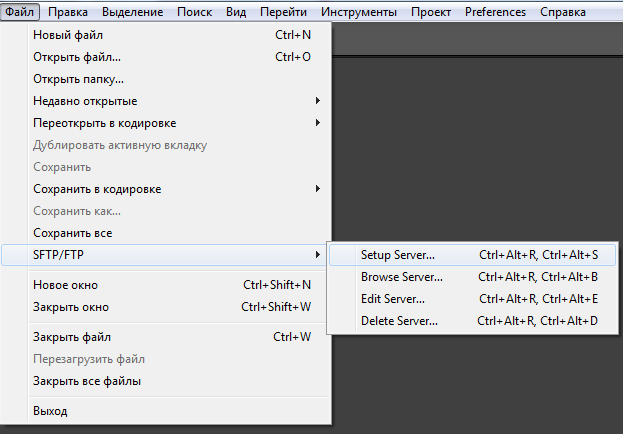 Файл Правка Выделение Поиск Вид Перейти Инструменты Проект Preferences Справка
Новый файл Ctrl+N
Открыть файл... Ctrl+O
Открыть папку...
Недавно открытые
Переоткрыть в кодировке
Дублировать активную вкладку
Сохранить
Сохранить в кодировке
Сохранить как...
Сохранить все
SFTP/FTP
Setup Server... Ctrl+Alt+R, Ctrl+Alt+S
Browse Server... Ctrl+Alt+R, Ctrl+Alt+B
Edit Server... Ctrl+Alt+R, Ctrl+Alt+E
Delete Server... Ctrl+Alt+R, Ctrl+Alt+D
Новое окно Ctrl+Shift+N
Закрыть окно Ctrl+Shift+W
Закрыть файл Ctrl+W
Перезагрузить файл
Закрыть все файлы
Выход